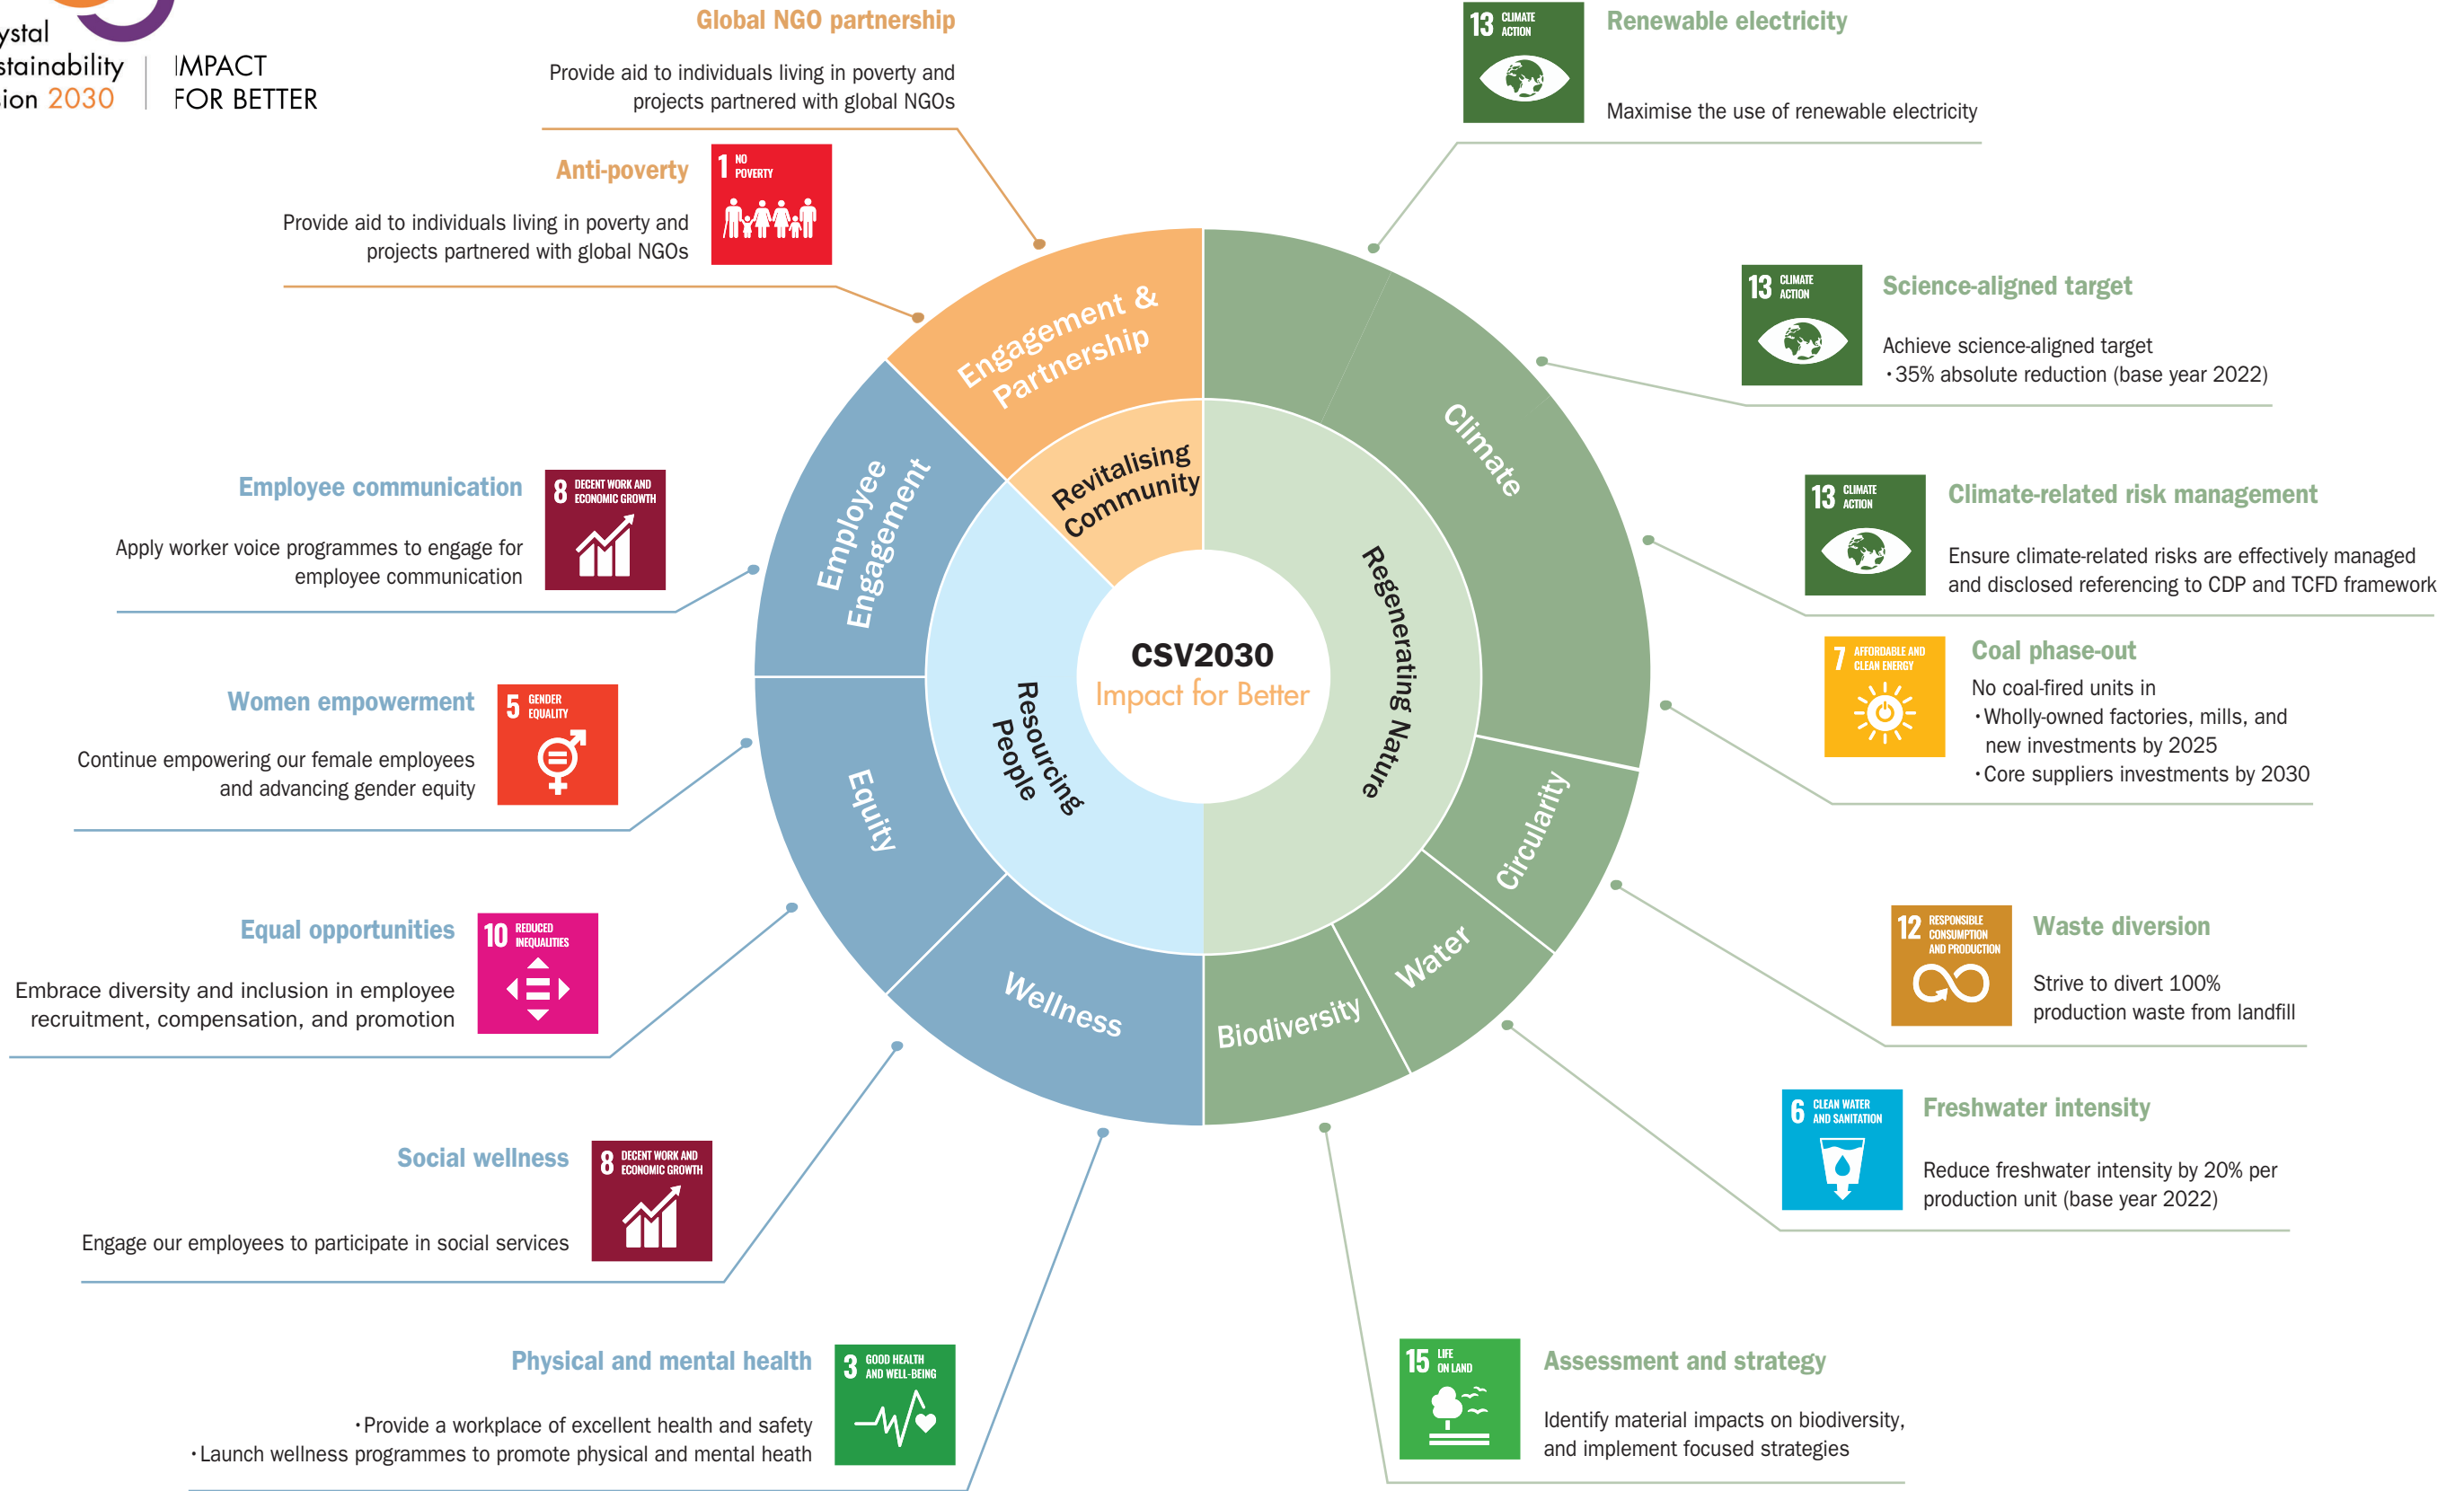 ystal
stainability
ion 2030
IMPACT
FOR BETTER
Global NGO partnership
Provide aid to individuals living in poverty and
projects partnered with global NGOs
Anti-poverty
Provide aid to individuals living in poverty and
projects partnered with global NGOs
1 NO
POVERTY
Employee communication
Apply worker voice programmes to engage for
employee communication
8 DECENT WORK AND
ECONOMIC GROWTH
Women empowerment
Continue empowering our female employees
and advancing gender equity
5 GENDER
EQUALITY
Equal opportunities
Embrace diversity and inclusion in employee
recruitment, compensation, and promotion
10 REDUCED
INEQUALITIES
Social wellness
Engage our employees to participate in social services
8 DECENT WORK AND
ECONOMIC GROWTH
Physical and mental health
•Provide a workplace of excellent health and safety
•Launch wellness programmes to promote physical and mental heath
3 GOOD HEALTH
AND WELL-BEING
Engagement &
Partnership
Revitalising
Community
Employee
Engagement
Resourcing
People
Equity
Wellness
CSV2030
Impact for Better
Regenerating Nature
Climate
Circularity
Water
Biodiversity
13 CLIMATE
ACTION
Renewable electricity
Maximise the use of renewable electricity
13 CLIMATE
ACTION
Science-aligned target
Achieve science-aligned target
•35% absolute reduction (base year 2022)
13 CLIMATE
ACTION
Climate-related risk management
Ensure climate-related risks are effectively managed
and disclosed referencing to CDP and TCFD framework
7 AFFORDABLE AND
CLEAN ENERGY
Coal phase-out
No coal-fired units in
•Wholly-owned factories, mills, and
new investments by 2025
•Core suppliers investments by 2030
12 RESPONSIBLE
CONSUMPTION
AND PRODUCTION
Waste diversion
Strive to divert 100%
production waste from landfill
6 CLEAN WATER
AND SANITATION
Freshwater intensity
Reduce freshwater intensity by 20% per
production unit (base year 2022)
15 LIFE
ON LAND
Assessment and strategy
Identify material impacts on biodiversity,
and implement focused strategies